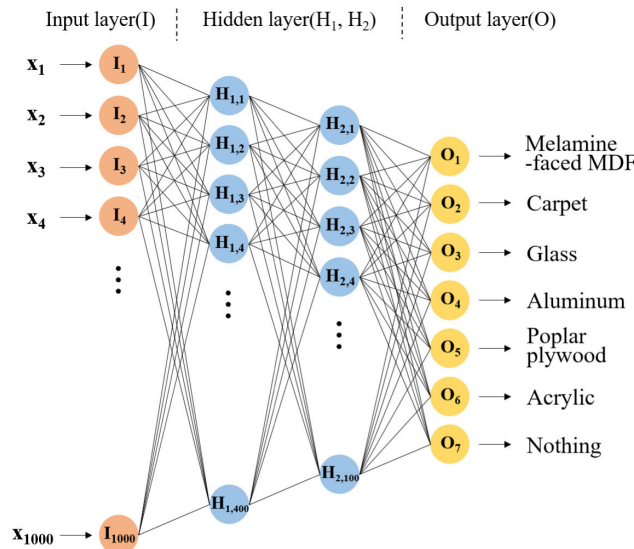 Input layer(I)
Hidden layer(H₁, H₂)
Output layer(O)
x₁
I₁
x₂
I₂
x₃
I₃
x₄
I₄
x₁₀₀₀
I₁₀₀₀
H₁,₁
H₁,₂
H₁,₃
H₁,₄
H₁,₄₀₀
H₂,₁
H₂,₂
H₂,₃
H₂,₄
H₂,₁₀₀
O₁
Melamine
-faced MDF
O₂
Carpet
O₃
Glass
O₄
Aluminum
O₅
Poplar
plywood
O₆
Acrylic
O₇
Nothing